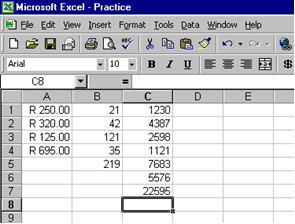 Microsoft Excel - Practice
File Edit View Insert Format Tools Data Window Help
Arial 10 B I U $
C8 =
A B C D E
1 R 250.00 21 1230
2 R 320.00 42 4387
3 R 125.00 121 2598
4 R 695.00 35 1121
5 219 7683
6 5576
7 22595
8
9